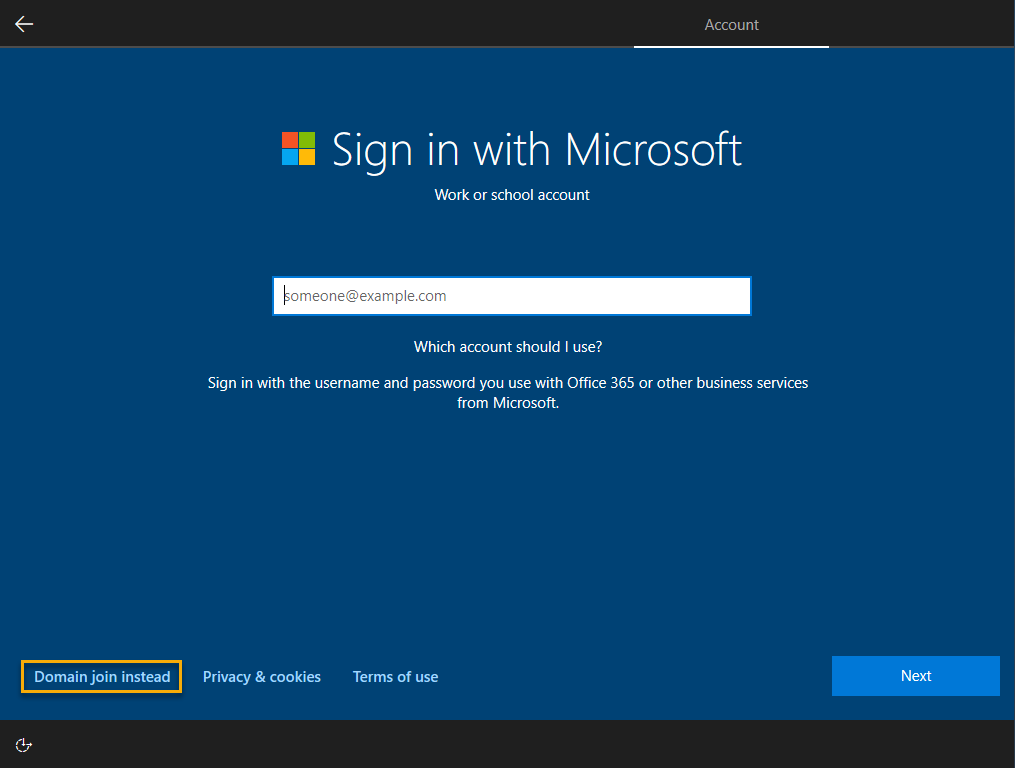 Account
Sign in with Microsoft
Work or school account
someone@example.com
Which account should I use?
Sign in with the username and password you use with Office 365 or other business services
from Microsoft.
Domain join instead
Privacy & cookies
Terms of use
Next